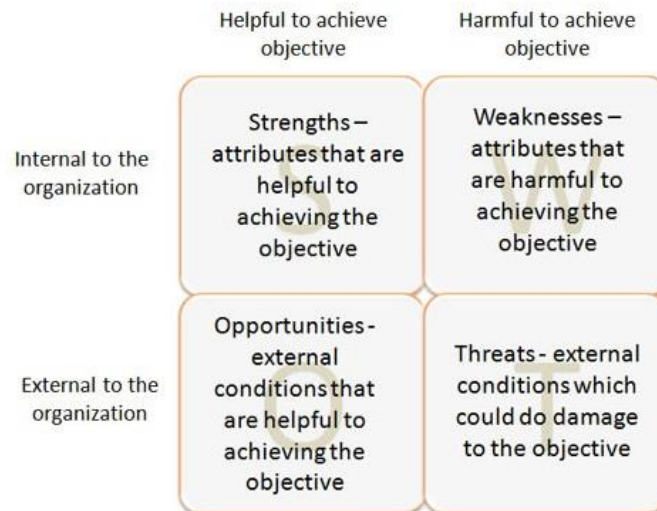 Helpful to achieve
objective
Harmful to achieve
objective
Internal to the
organization
Strengths –
attributes that are
helpful to
achieving the
objective
S
Weaknesses –
attributes that
are harmful to
achieving the
objective
W
External to the
organization
Opportunities -
external
conditions that
are helpful to
achieving the
objective
O
Threats - external
conditions which
could do damage
to the objective
T